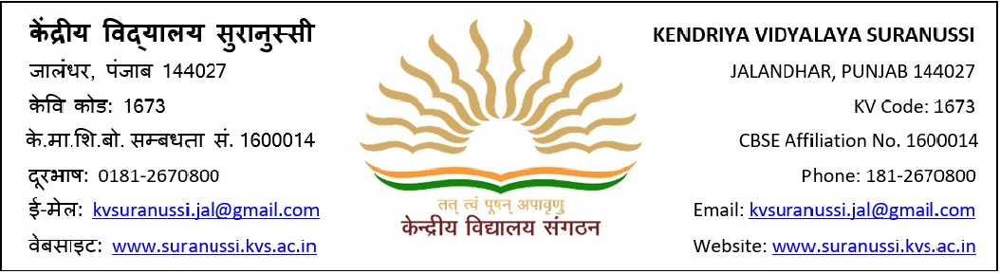 केंद्रीय विद्यालय सुरानुस्सी
जालंधर, पंजाब 144027
केवि कोड: 1673
के.मा.शि.बो. सम्बधता सं. 1600014
दूरभाष: 0181-2670800
ई-मेल: kvsuranussi.jal@gmail.com
वेबसाइट: www.suranussi.kvs.ac.in
तत् त्वं पूषन् अपावृणु
केन्द्रीय विद्यालय संगठन
KENDRIYA VIDYALAYA SURANUSSI
JALANDHAR, PUNJAB 144027
KV Code: 1673
CBSE Affiliation No. 1600014
Phone: 181-2670800
Email: kvsuranussi.jal@gmail.com
Website: www.suranussi.kvs.ac.in